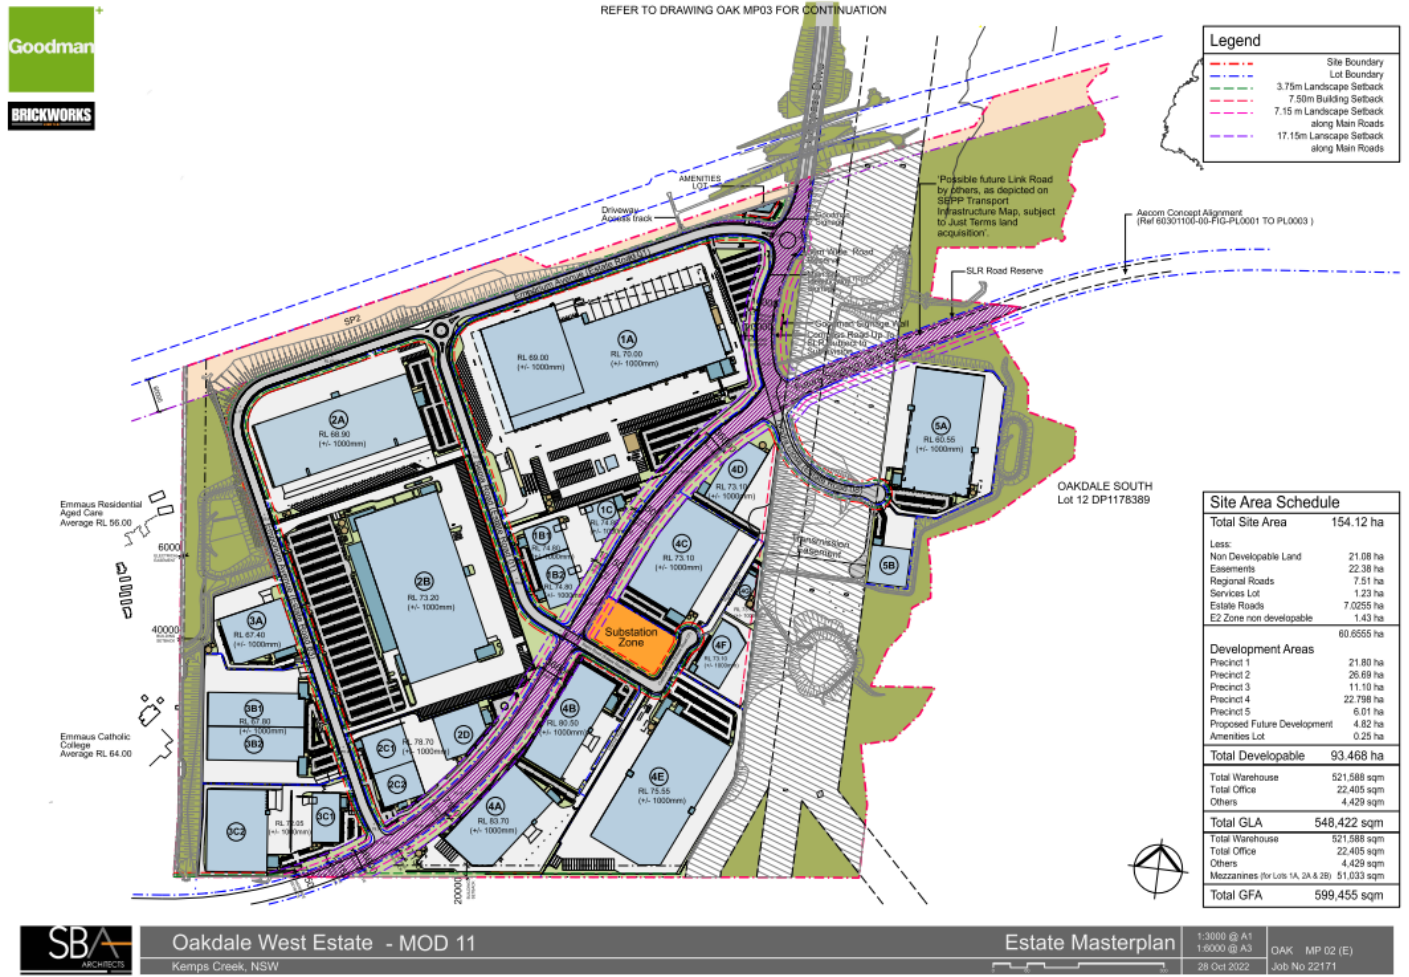 REFER TO DRAWING OAK MP03 FOR CONTINUATION
Goodman
BRICKWORKS
Legend
Site Boundary
Lot Boundary
3.75m Landscape Setback
7.50m Building Setback
7.15 m Landscape Setback
along Main Roads
17.15m Lanscape Setback
along Main Roads
AMENITIES
LOT
Driveway
Access track
'Possible future Link Road
by others, as depicted on
SEPP Transport
Infrastructure Map, subject
to Just Terms land
acquisition'.
Aecom Concept Alignment
(Ref 60301100-00-FIG-PL0001 TO PL0003 )
SLR Road Reserve
Goodman Signage Wall
SP2
1A
RL 69.00
(+/- 1000mm)
RL 70.00
(+/- 1000mm)
2A
RL 68.90
(+/- 1000mm)
5A
RL 60.55
(+/- 1000mm)
4D
RL 73.10
(+/- 1000mm)
OAKDALE SOUTH
Lot 12 DP1178389
Emmaus Residential
Aged Care
Average RL 56.00
6000
1C
1B1
1B2
4C
RL 73.10
(+/- 1000mm)
Transmission
easement
5B
2B
RL 73.20
(+/- 1000mm)
3A
RL 67.40
(+/- 1000mm)
40000
Substation
Zone
4F
3B1
RL 67.80
(+/- 1000mm)
3B2
4B
RL 80.50
(+/- 1000mm)
2D
2C1
RL 78.70
(+/- 1000mm)
2C2
Emmaus Catholic
College
Average RL 64.00
4E
RL 75.55
(+/- 1000mm)
4A
RL 83.70
(+/- 1000mm)
3C1
3C2
20000
Site Area Schedule
Total Site Area 154.12 ha
Less:
Non Developable Land 21.08 ha
Easements 22.38 ha
Regional Roads 7.51 ha
Services Lot 1.23 ha
Estate Roads 7.0255 ha
E2 Zone non developable 1.43 ha
60.6555 ha
Development Areas
Precinct 1 21.80 ha
Precinct 2 26.69 ha
Precinct 3 11.10 ha
Precinct 4 22.798 ha
Precinct 5 6.01 ha
Proposed Future Development 4.82 ha
Amenities Lot 0.25 ha
Total Developable 93.468 ha
Total Warehouse 521,588 sqm
Total Office 22,405 sqm
Others 4,429 sqm
Total GLA 548,422 sqm
Total Warehouse 521,588 sqm
Total Office 22,405 sqm
Others 4,429 sqm
Mezzanines (for Lots 1A, 2A & 2B) 51,033 sqm
Total GFA 599,455 sqm
SBA
ARCHITECTS
Oakdale West Estate - MOD 11
Kemps Creek, NSW
Estate Masterplan
1:3000 @ A1
1:6000 @ A3
28 Oct 2022
OAK MP 02 (E)
Job No 22171